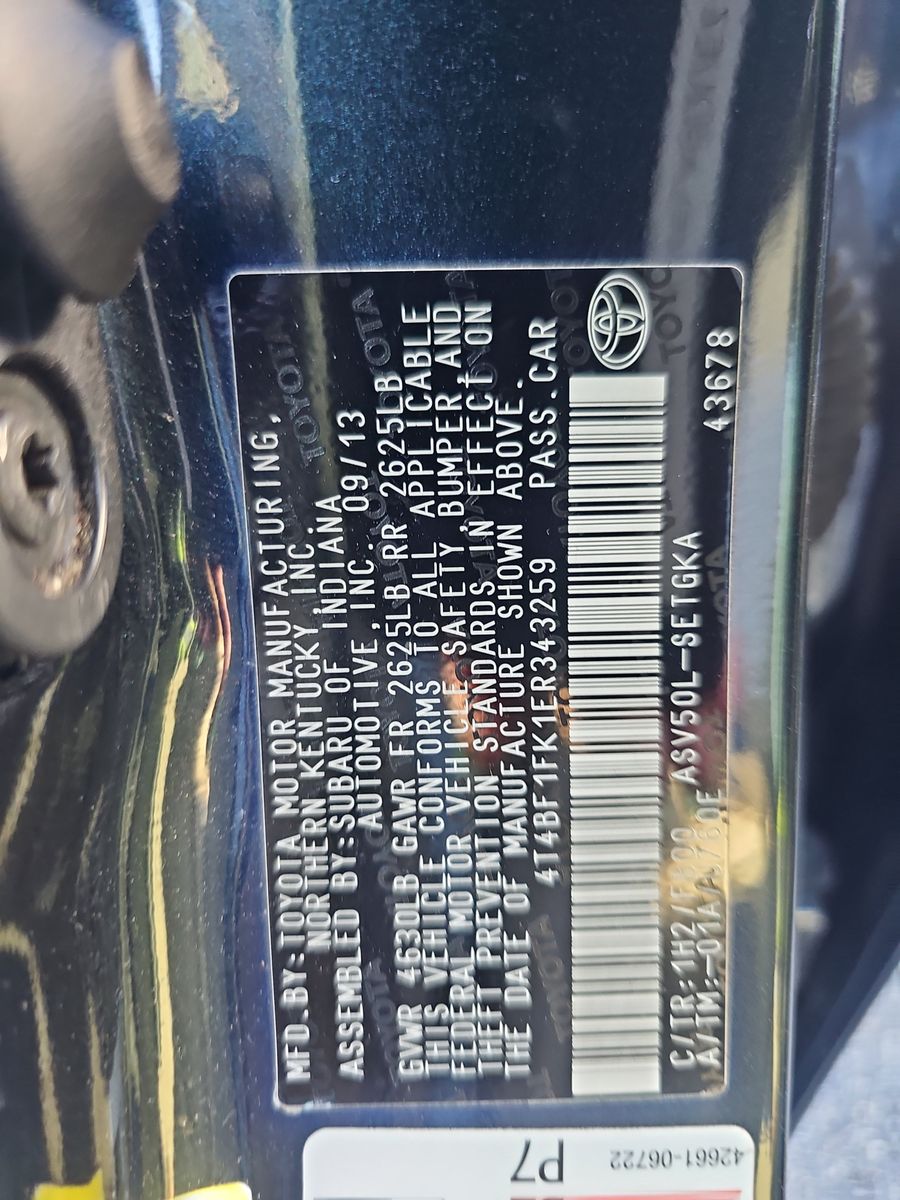 MFD.BY:TOYOTA MOTOR MANUFACTURING,
NORTHERN KENTUCKY,INC.
ASSEMBLED BY:SUBARU OF INDIANA
AUTOMOTIVE,INC. 09/13
GVWR 4630LB GAWR FR 2625LB RR 2625LB
THIS VEHICLE CONFORMS TO ALL APPLICABLE
FEDERAL MOTOR VEHICLE SAFETY,BUMPER,AND
THEFT PREVENTION STANDARDS IN EFFECT ON
THE DATE OF MANUFACTURE SHOWN ABOVE.
4T4BF1FK1ER343259 PASS.CAR
C/TR:1H2/FB00 ASV50L-SETGKA
A/TM:-01A/ 43678
42661-06722
P7